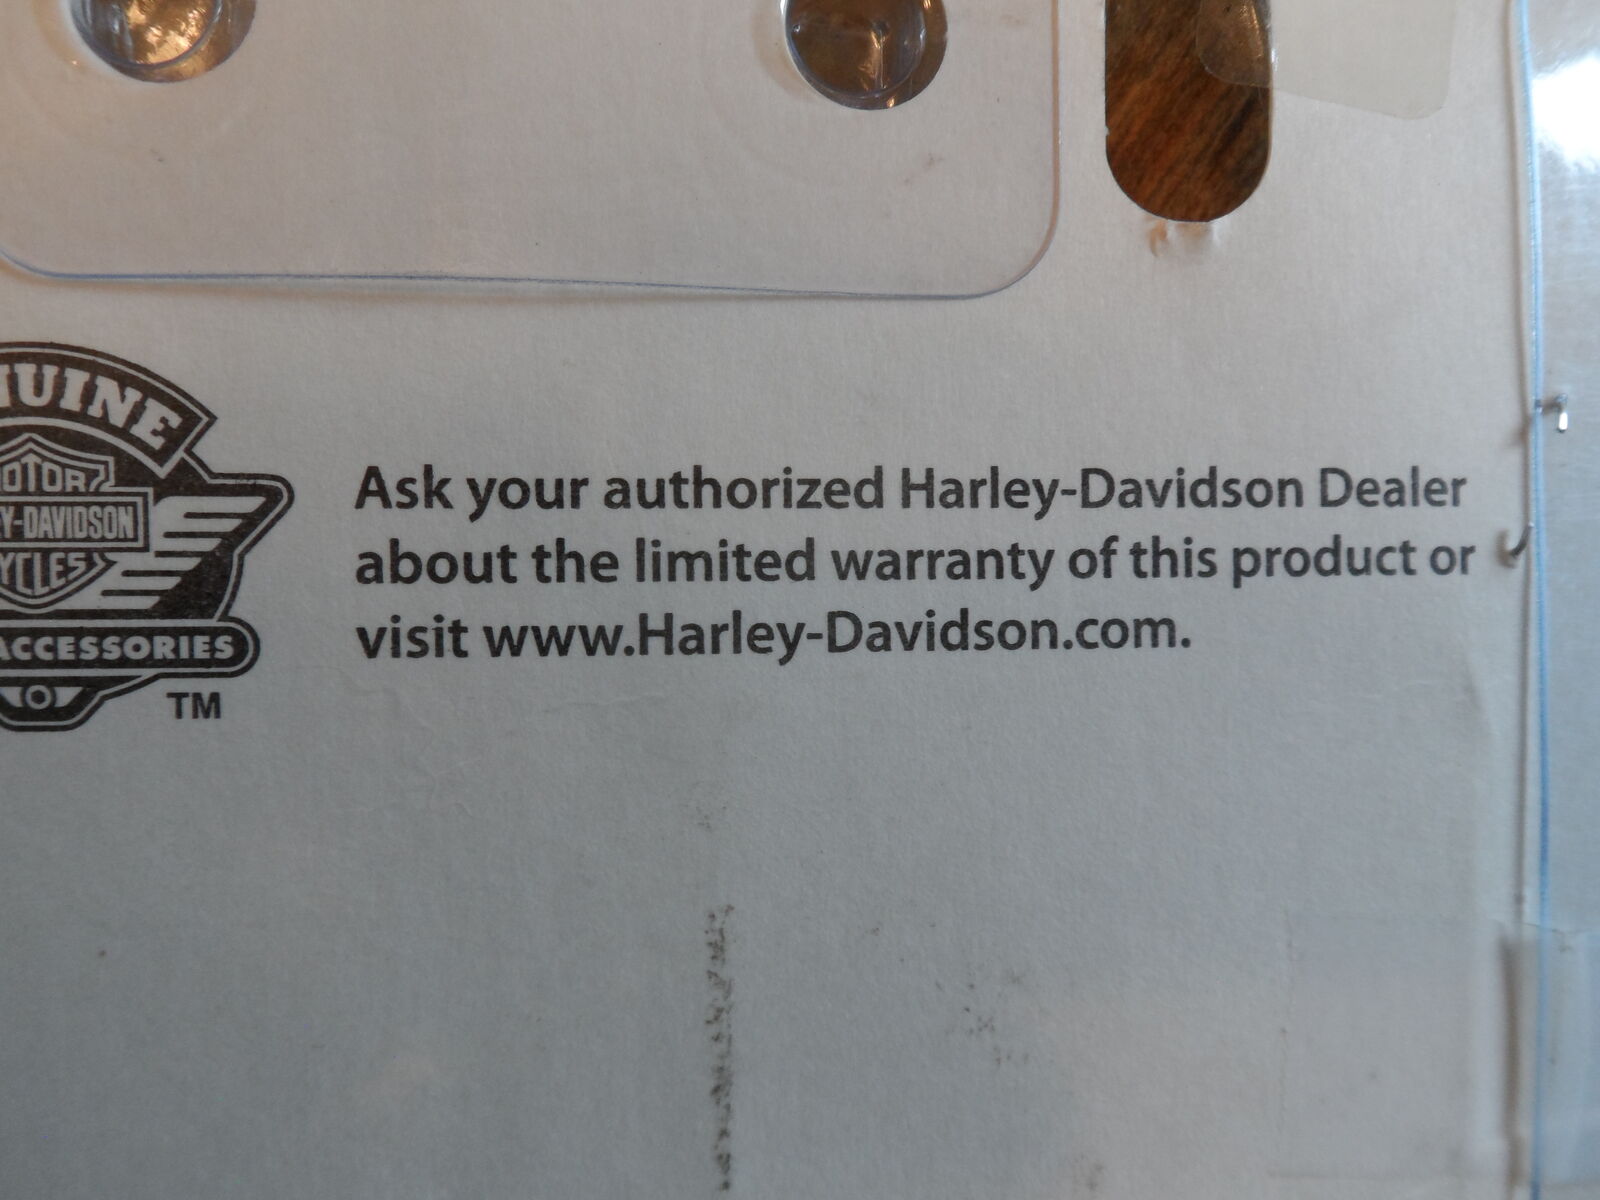 NUINE
OTOR
Y-DAVIDSON
YCLES
ACCESSORIES
TM
Ask your authorized Harley-Davidson Dealer
about the limited warranty of this product or
visit www.Harley-Davidson.com.